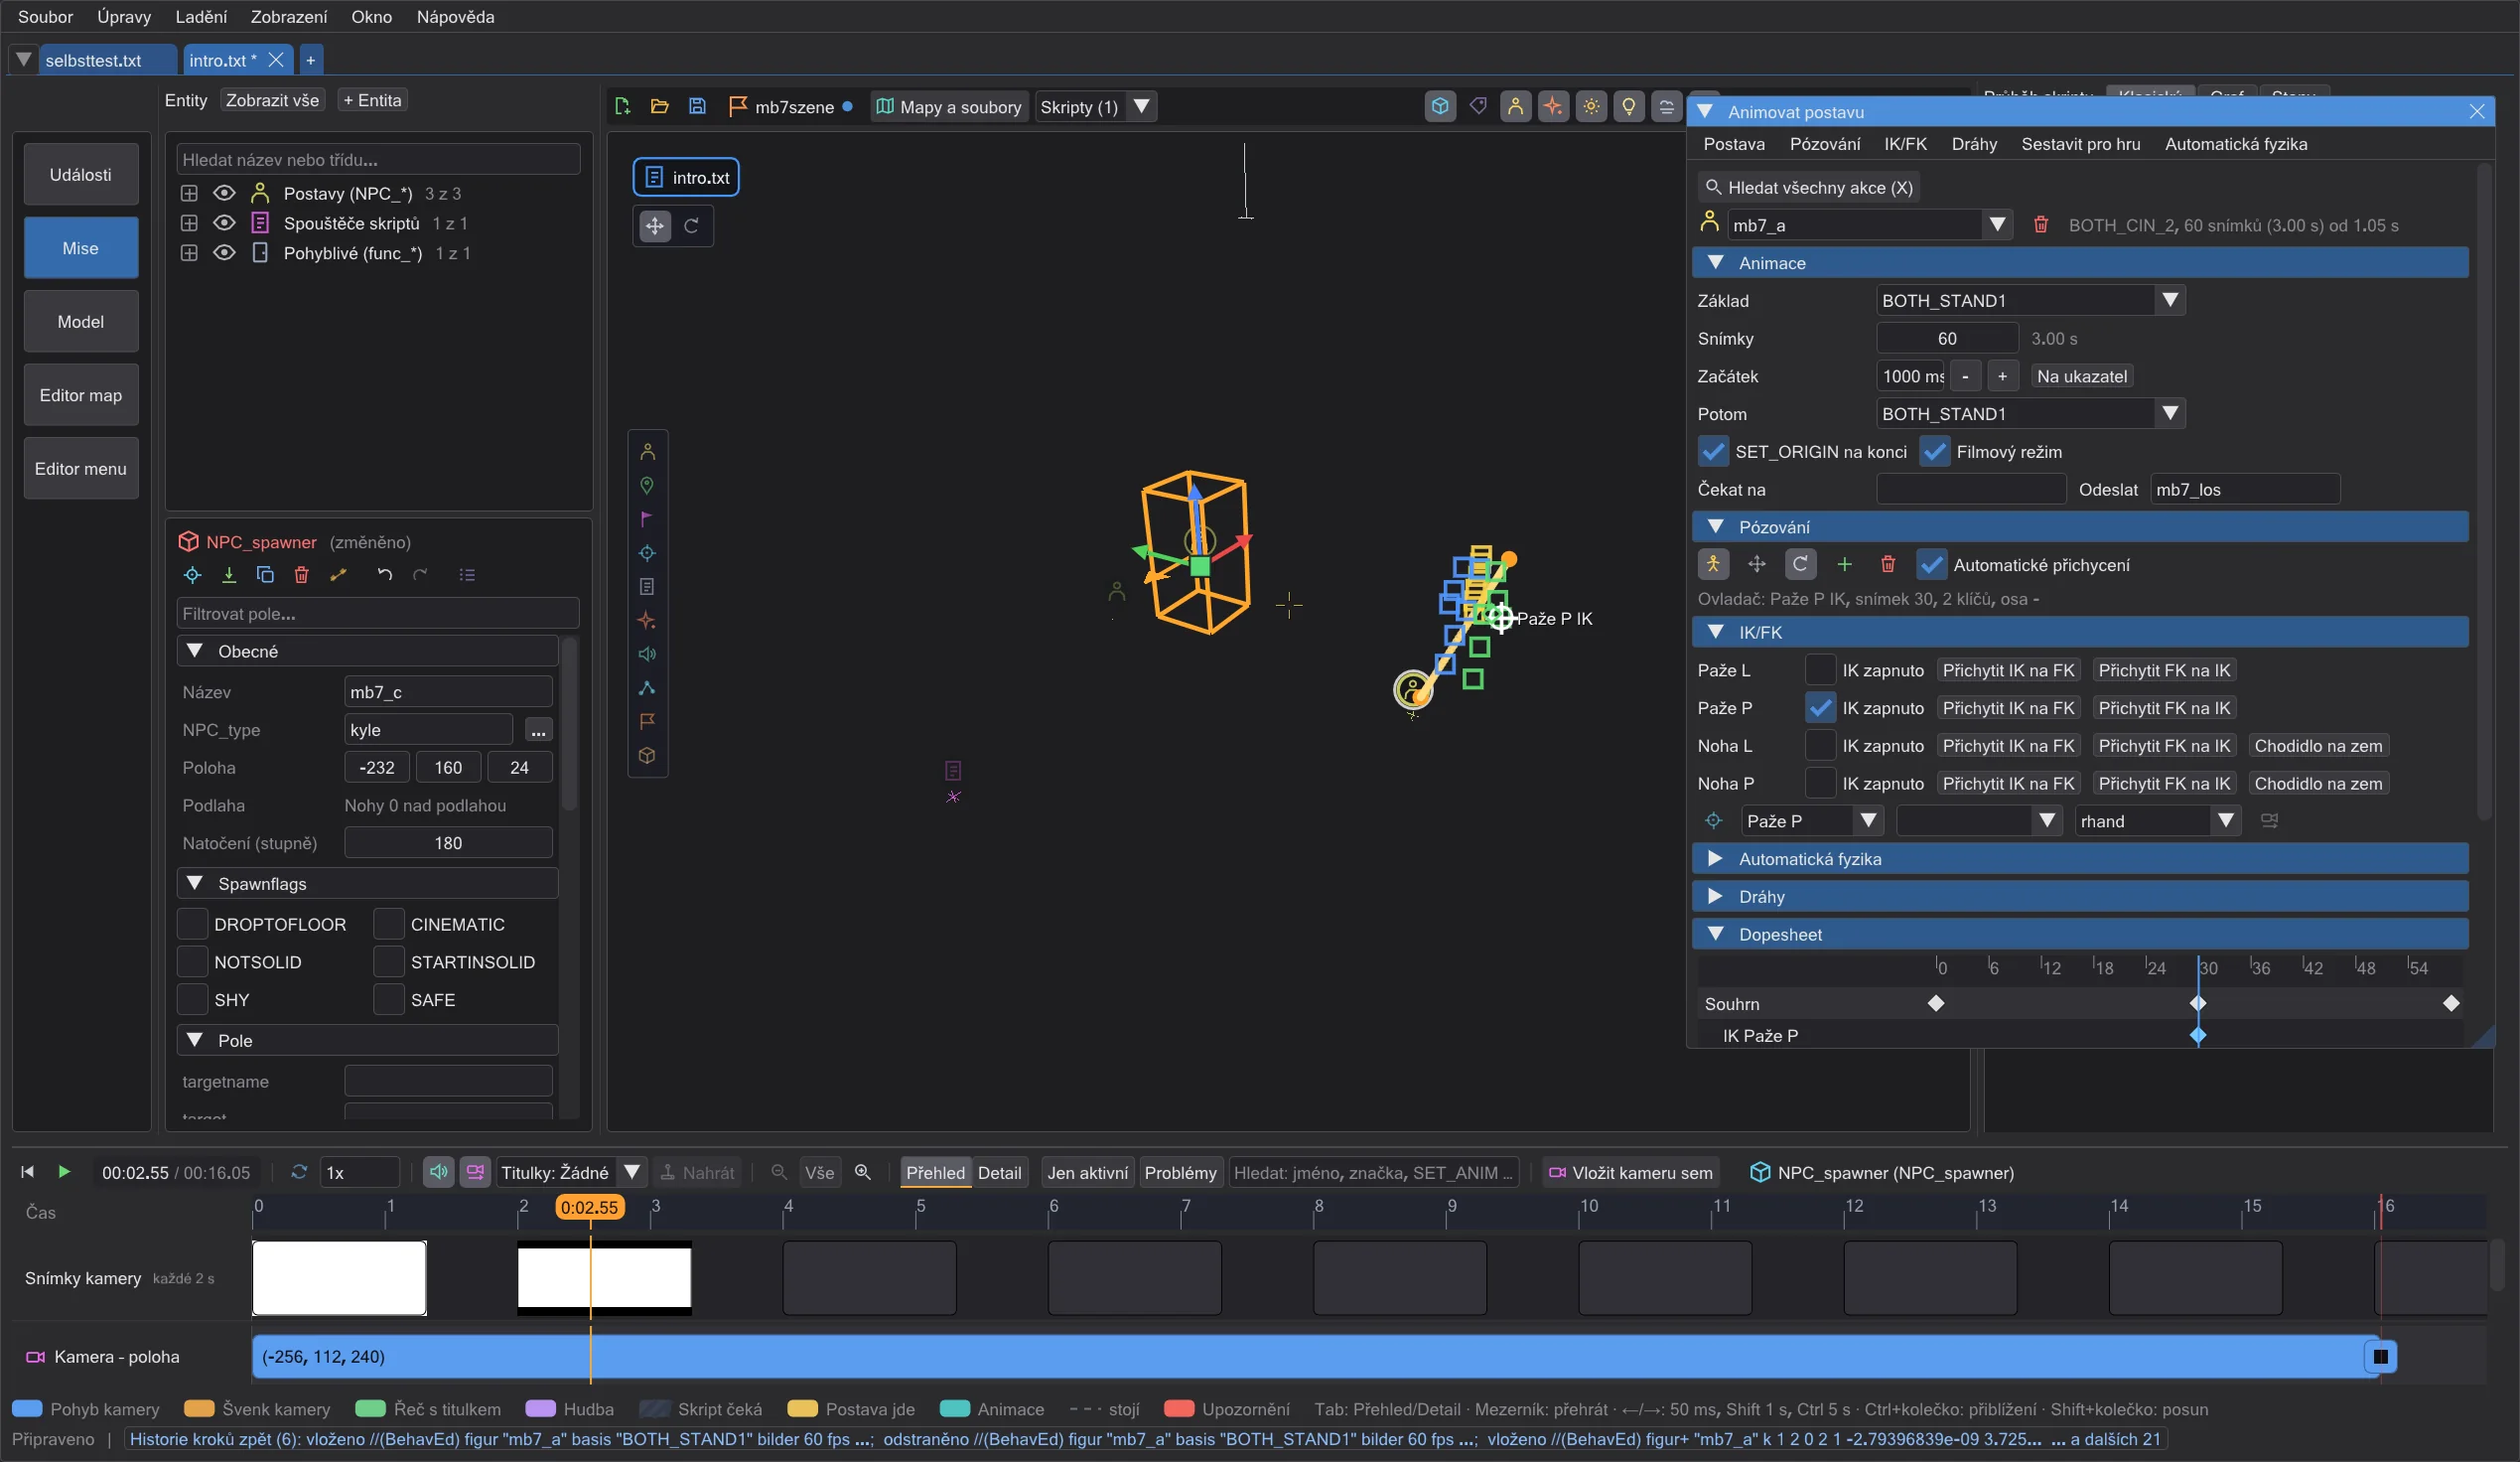 Soubor Úpravy Ladění Zobrazení Okno Nápověda
selbsttest.txt intro.txt * +
Entity Zobrazit vše + Entita
mb7szene Mapy a soubory Skripty (1)
Události
Mise
Model
Editor map
Editor menu
Hledat název nebo třídu...
Postavy (NPC_*) 3 z 3
Spouštěče skriptů 1 z 1
Pohyblivé (func_*) 1 z 1
NPC_spawner (změněno)
Filtrovat pole...
Obecné
Název mb7_c
NPC_type kyle ...
Poloha -232 160 24
Podlaha Nohy 0 nad podlahou
Natočení (stupně) 180
Spawnflags
DROPTOFLOOR CINEMATIC
NOTSOLID STARTINSOLID
SHY SAFE
Pole
targetname
intro.txt
Paže P IK
Animovat postavu
Postava Pózování IK/FK Dráhy Sestavit pro hru Automatická fyzika
Hledat všechny akce (X)
mb7_a BOTH_CIN_2, 60 snímků (3.00 s) od 1.05 s
Animace
Základ BOTH_STAND1
Snímky 60 3.00 s
Začátek 1000 ms - + Na ukazatel
Potom BOTH_STAND1
SET_ORIGIN na konci Filmový režim
Čekat na Odeslat mb7_los
Pózování
Automatické přichycení
Ovladač: Paže P IK, snímek 30, 2 klíčů, osa -
IK/FK
Paže L IK zapnuto Přichytit IK na FK Přichytit FK na IK
Paže P IK zapnuto Přichytit IK na FK Přichytit FK na IK
Noha L IK zapnuto Přichytit IK na FK Přichytit FK na IK Chodidlo na zem
Noha P IK zapnuto Přichytit IK na FK Přichytit FK na IK Chodidlo na zem
Paže P rhand
Automatická fyzika
Dráhy
Dopesheet
0 6 12 18 24 30 36 42 48 54
Souhrn
IK Paže P
00:02.55 / 00:16.05 1x Titulky: Žádné Nahrát Vše Přehled Detail Jen aktivní Problémy Hledat: jméno, značka, SET_ANIM ... Vložit kameru sem NPC_spawner (NPC_spawner)
Čas 0 1 2 0:02.55 3 4 5 6 7 8 9 10 11 12 13 14 15 16
Snímky kamery každé 2 s
Kamera - poloha (-256, 112, 240)
Pohyb kamery Švenk kamery Řeč s titulkem Hudba Skript čeká Postava jde Animace stojí Upozornění Tab: Přehled/Detail · Mezerník: přehrát · ←/→: 50 ms, Shift 1 s, Ctrl 5 s · Ctrl+kolečko: přiblížení · Shift+kolečko: posun
Připraveno | Historie kroků zpět (6): vloženo //(BehavEd) figur "mb7_a" basis "BOTH_STAND1" bilder 60 fps ...; odstraněno //(BehavEd) figur "mb7_a" basis "BOTH_STAND1" bilder 60 fps ...; vloženo //(BehavEd) figur+ "mb7_a" k 1 2 0 2 1 -2.79396839e-09 3.725... ... a dalších 21